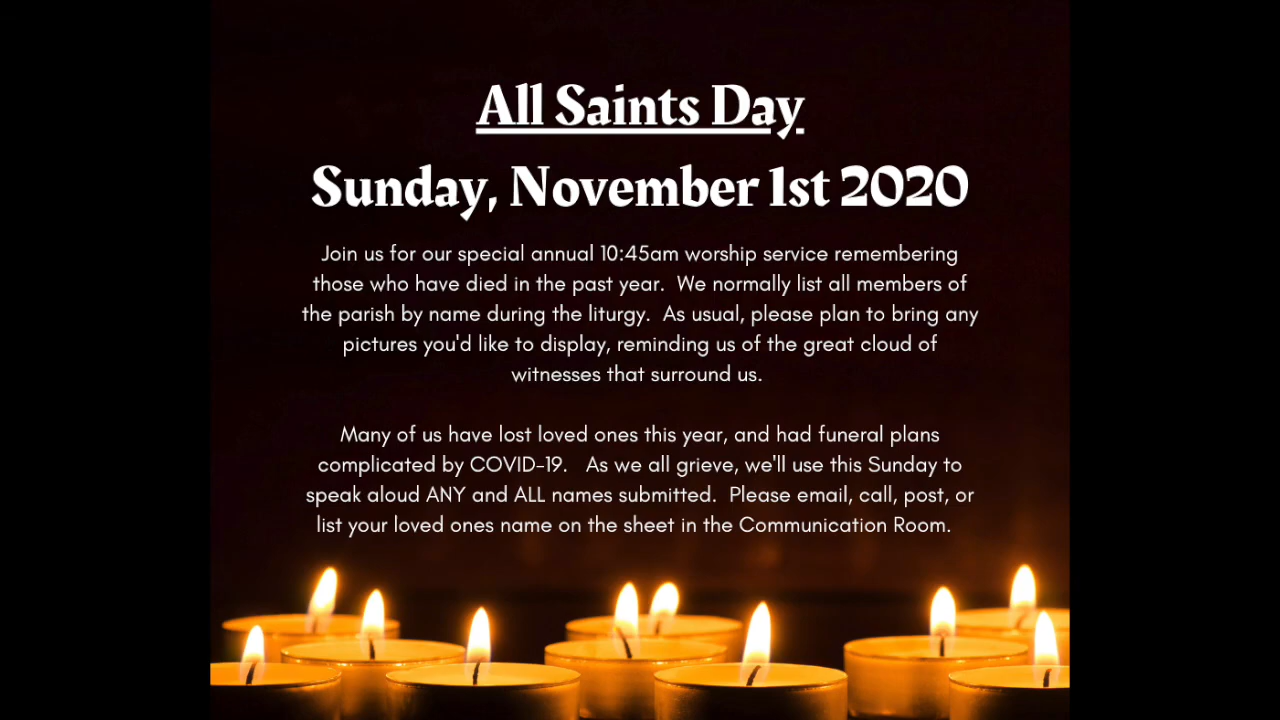 All Saints Day
Sunday, November 1st 2020
Join us for our special annual 10:45am worship service remembering
those who have died in the past year.  We normally list all members of
the parish by name during the liturgy.  As usual, please plan to bring any
pictures you'd like to display, reminding us of the great cloud of
witnesses that surround us.
Many of us have lost loved ones this year, and had funeral plans
complicated by COVID-19.   As we all grieve, we'll use this Sunday to
speak aloud ANY and ALL names submitted.  Please email, call, post, or
list your loved ones name on the sheet in the Communication Room.